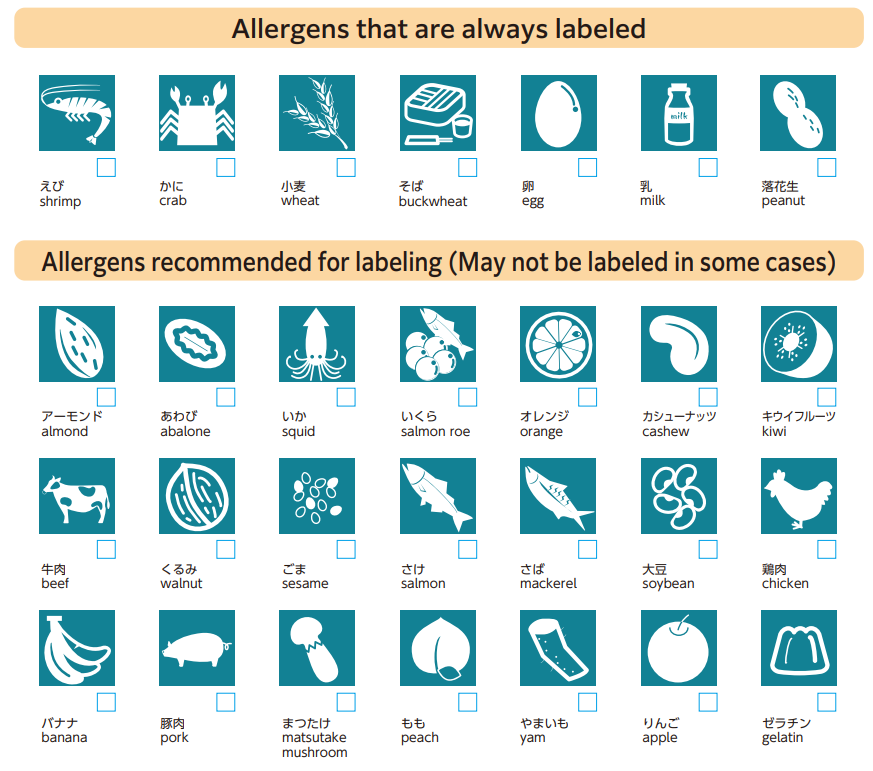 Allergens that are always labeled
milk
えび
shrimp
かに
crab
小麦
wheat
そば
buckwheat
卵
egg
乳
milk
落花生
peanut
Allergens recommended for labeling (May not be labeled in some cases)
アーモンド
almond
あわび
abalone
いか
squid
いくら
salmon roe
オレンジ
orange
カシューナッツ
cashew
キウイフルーツ
kiwi
牛肉
beef
くるみ
walnut
ごま
sesame
さけ
salmon
さば
mackerel
大豆
soybean
鶏肉
chicken
バナナ
banana
豚肉
pork
まつたけ
matsutake
mushroom
もも
peach
やまいも
yam
りんご
apple
ゼラチン
gelatin